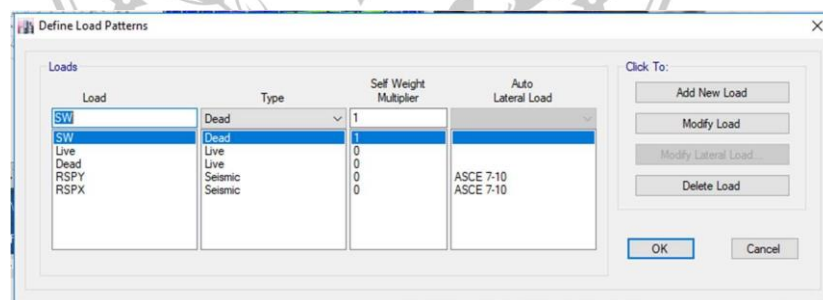 Define Load Patterns
Loads
Click To:
Load Type Self Weight Multiplier Auto Lateral Load
SW Dead 1
SW Dead 1
Live Live 0
Dead Live 0
RSPY Seismic 0 ASCE 7-10
RSPX Seismic 0 ASCE 7-10
Add New Load
Modify Load
Modify Lateral Load...
Delete Load
OK Cancel